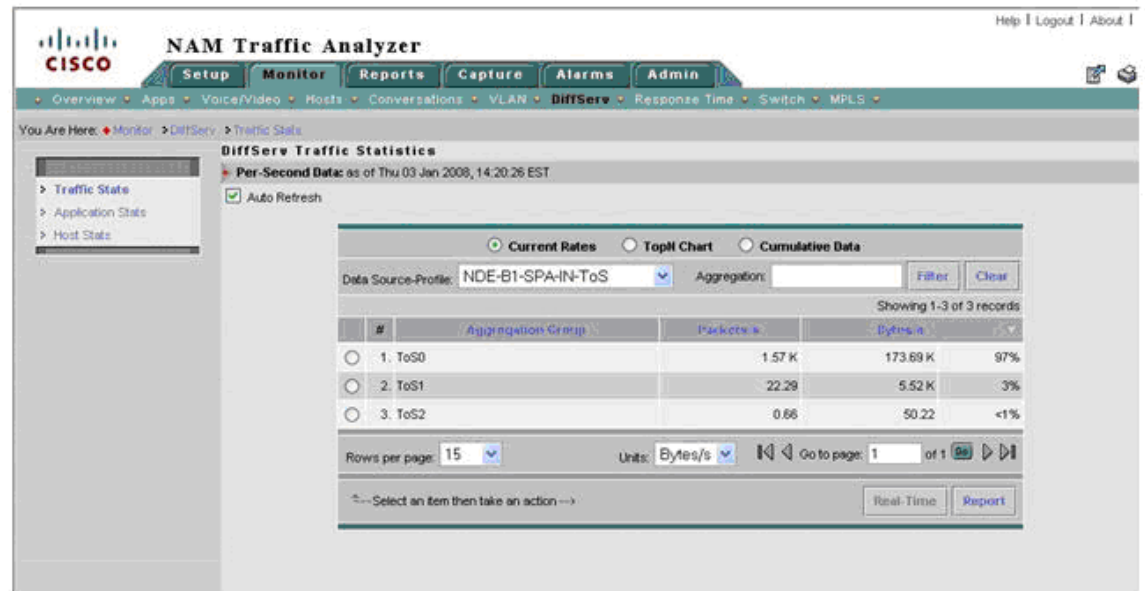 Help | Logout | About |
CISCO
NAM Traffic Analyzer
Setup Monitor Reports Capture Alarms Admin
Overview Apps Voice/Video Hosts Conversations VLAN DiffServ Response Time Switch MPLS
You Are Here: Monitor > DiffServ > Traffic Stats
DiffServ Traffic Statistics
Per-Second Data: as of Thu 03 Jan 2008, 14:20:26 EST
> Traffic Stats
> Application Stats
> Host Stats
Auto Refresh
Current Rates TopN Chart Cumulative Data
Data Source-Profile: NDE-B1-SPA-IN-ToS Aggregation: Filter Clear
Showing 1-3 of 3 records
# Aggregation Group Packets/s Bytes/s
1. ToS0 1.57 K 173.69 K 97%
2. ToS1 22.29 5.52 K 3%
3. ToS2 0.66 50.22 <1%
Rows per page: 15 Units: Bytes/s Go to page: 1 of 1 Go
Select an item then take an action -->
Real-Time Report